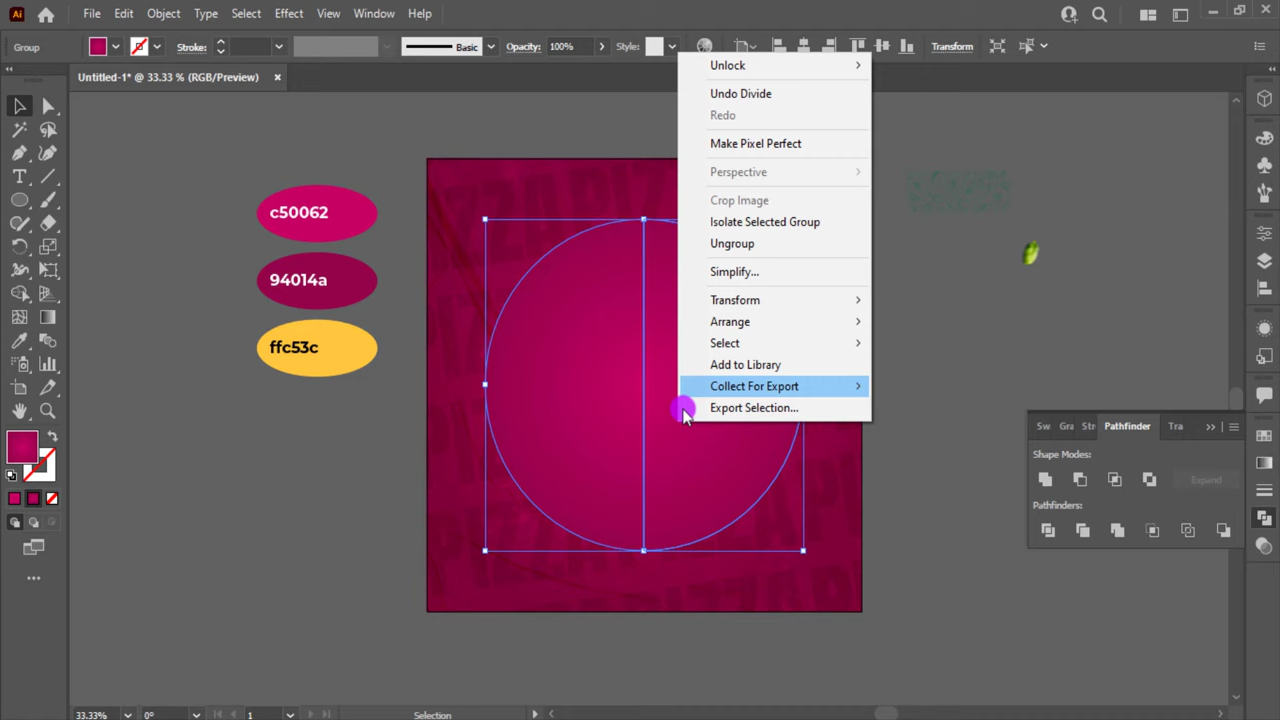 Ai File Edit Object Type Select Effect View Window Help
Group Stroke: Basic Opacity: 100% Style: Transform
Untitled-1* @ 33.33 % (RGB/Preview) ×
Unlock
Undo Divide
Redo
Make Pixel Perfect
Perspective
Crop Image
Isolate Selected Group
Ungroup
Simplify...
Transform
Arrange
Select
Add to Library
Collect For Export
Export Selection...
c50062
94014a
ffc53c
PIZZAPIZZAPI
Sw Gra Str Pathfinder Tra
Shape Modes:
Expand
Pathfinders:
33.33% 0° 1 Selection